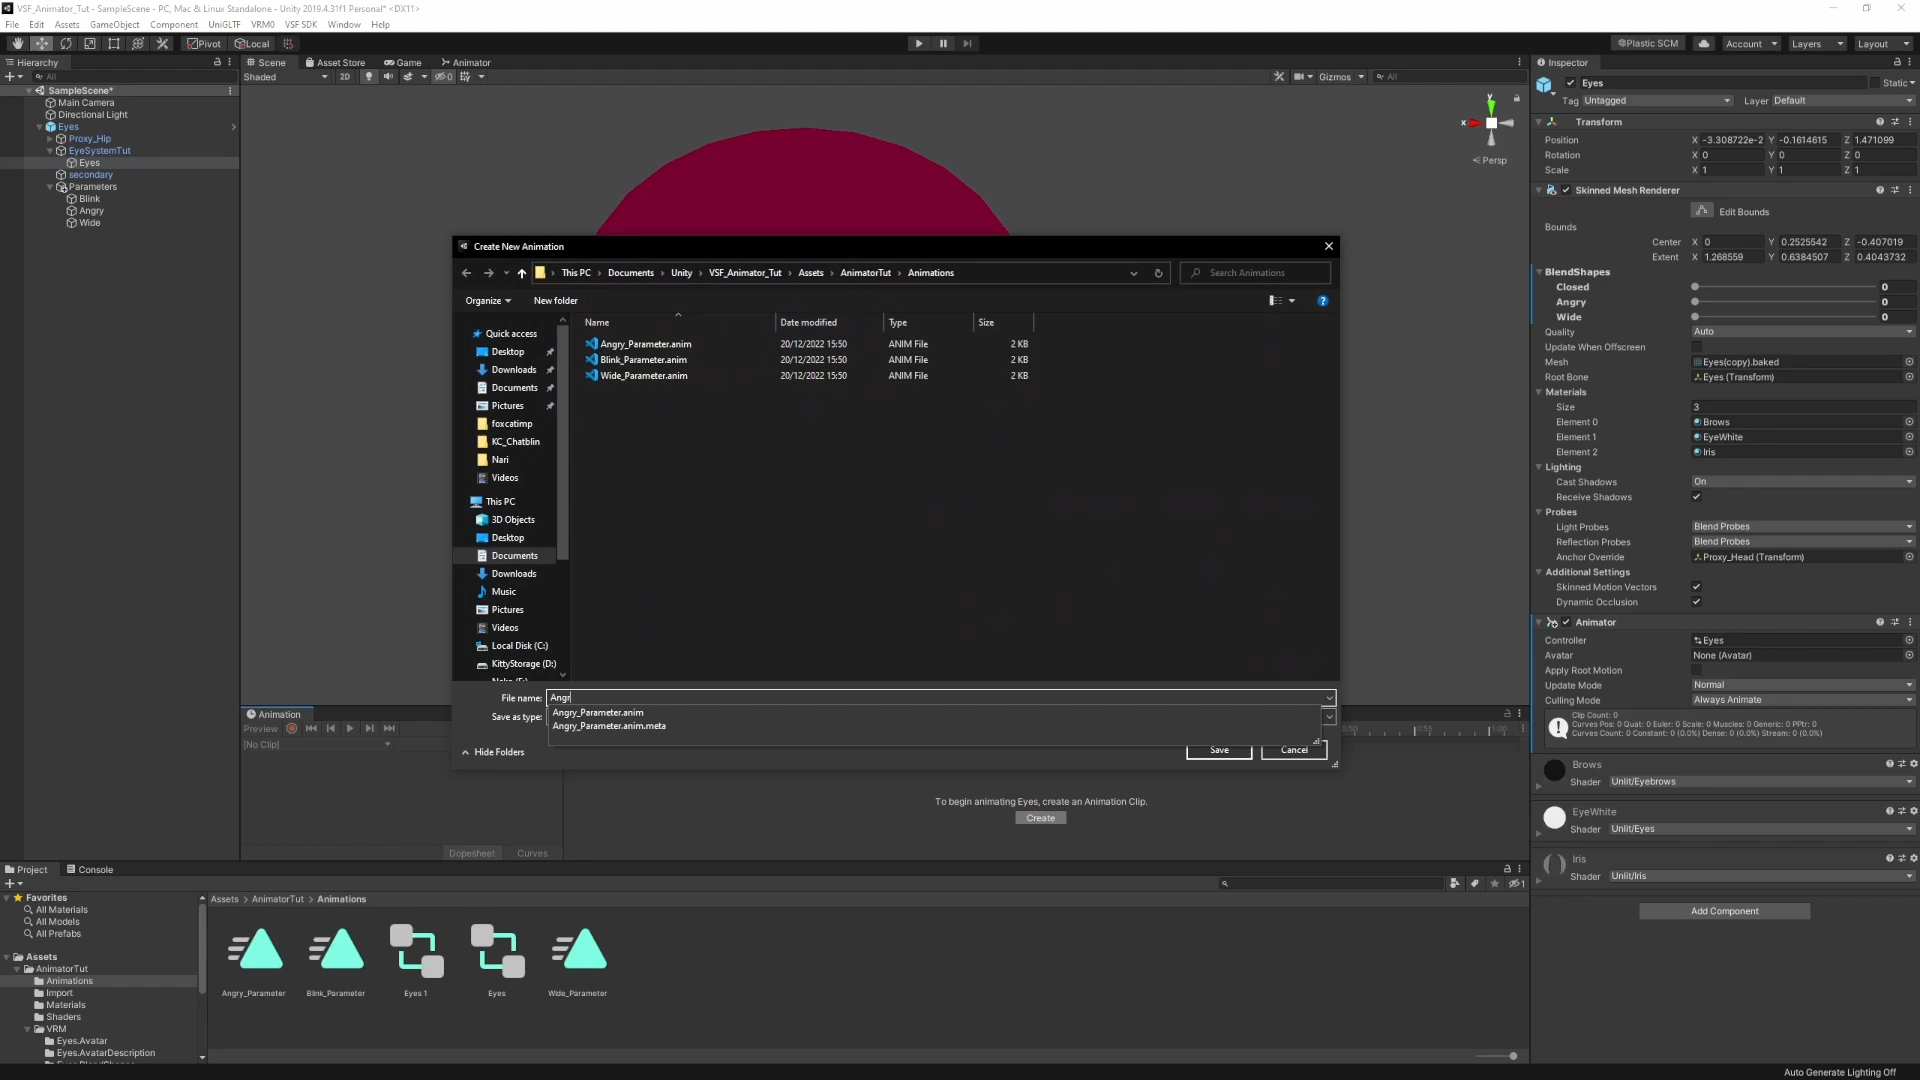 VSF_Animator_Tut - SampleScene - PC, Mac & Linux Standalone - Unity 2019.4.31f1 Personal* <DX11>
File Edit Assets GameObject Component UniGLTF VRM0 VSF SDK Window Help
Pivot Local Plastic SCM Account Layers Layout
Hierarchy
All
SampleScene*
Main Camera
Directional Light
Eyes
Proxy_Hip
EyeSystemTut
Eyes
secondary
Parameters
Blink
Angry
Wide
Scene Asset Store Game Animator
Shaded 2D 0 Gizmos All
y
x
Persp
Create New Animation
This PC Documents Unity VSF_Animator_Tut Assets AnimatorTut Animations
Search Animations
Organize New folder
Quick access
Desktop
Downloads
Documents
Pictures
foxcatimp
KC_Chatblin
Nari
Videos
This PC
3D Objects
Desktop
Documents
Downloads
Music
Pictures
Videos
Local Disk (C:)
KittyStorage (D:)
Name Date modified Type Size
Angry_Parameter.anim 20/12/2022 15:50 ANIM File 2 KB
Blink_Parameter.anim 20/12/2022 15:50 ANIM File 2 KB
Wide_Parameter.anim 20/12/2022 15:50 ANIM File 2 KB
File name: Angr
Save as type:
Angry_Parameter.anim
Angry_Parameter.anim.meta
Hide Folders
Save Cancel
Animation
Preview
[No Clip]
0:50 1:00
To begin animating Eyes, create an Animation Clip.
Create
Dopesheet Curves
Project Console
Favorites
All Materials
All Models
All Prefabs
Assets
AnimatorTut
Animations
Import
Materials
Shaders
VRM
Eyes.Avatar
Eyes.AvatarDescription
Assets > AnimatorTut > Animations
1
Angry_Parameter Blink_Parameter Eyes 1 Eyes Wide_Parameter
Inspector
Eyes Static
Tag Untagged Layer Default
Transform
Position X -3.308722e-2 Y -0.1614615 Z 1.471099
Rotation X 0 Y 0 Z 0
Scale X 1 Y 1 Z 1
Skinned Mesh Renderer
Edit Bounds
Bounds
Center X 0 Y 0.2525542 Z -0.407019
Extent X 1.268559 Y 0.6384507 Z 0.4043732
BlendShapes
Closed 0
Angry 0
Wide 0
Quality Auto
Update When Offscreen
Mesh Eyes(copy).baked
Root Bone Eyes (Transform)
Materials
Size 3
Element 0 Brows
Element 1 EyeWhite
Element 2 Iris
Lighting
Cast Shadows On
Receive Shadows
Probes
Light Probes Blend Probes
Reflection Probes Blend Probes
Anchor Override Proxy_Head (Transform)
Additional Settings
Skinned Motion Vectors
Dynamic Occlusion
Animator
Controller Eyes
Avatar None (Avatar)
Apply Root Motion
Update Mode Normal
Culling Mode Always Animate
Clip Count: 0
Curves Pos: 0 Quat: 0 Euler: 0 Scale: 0 Muscles: 0 Generic: 0 PPtr: 0
Curves Count: 0 Constant: 0 (0.0%) Dense: 0 (0.0%) Stream: 0 (0.0%)
Brows
Shader Unlit/Eyebrows
EyeWhite
Shader Unlit/Eyes
Iris
Shader Unlit/Iris
Add Component
Auto Generate Lighting Off